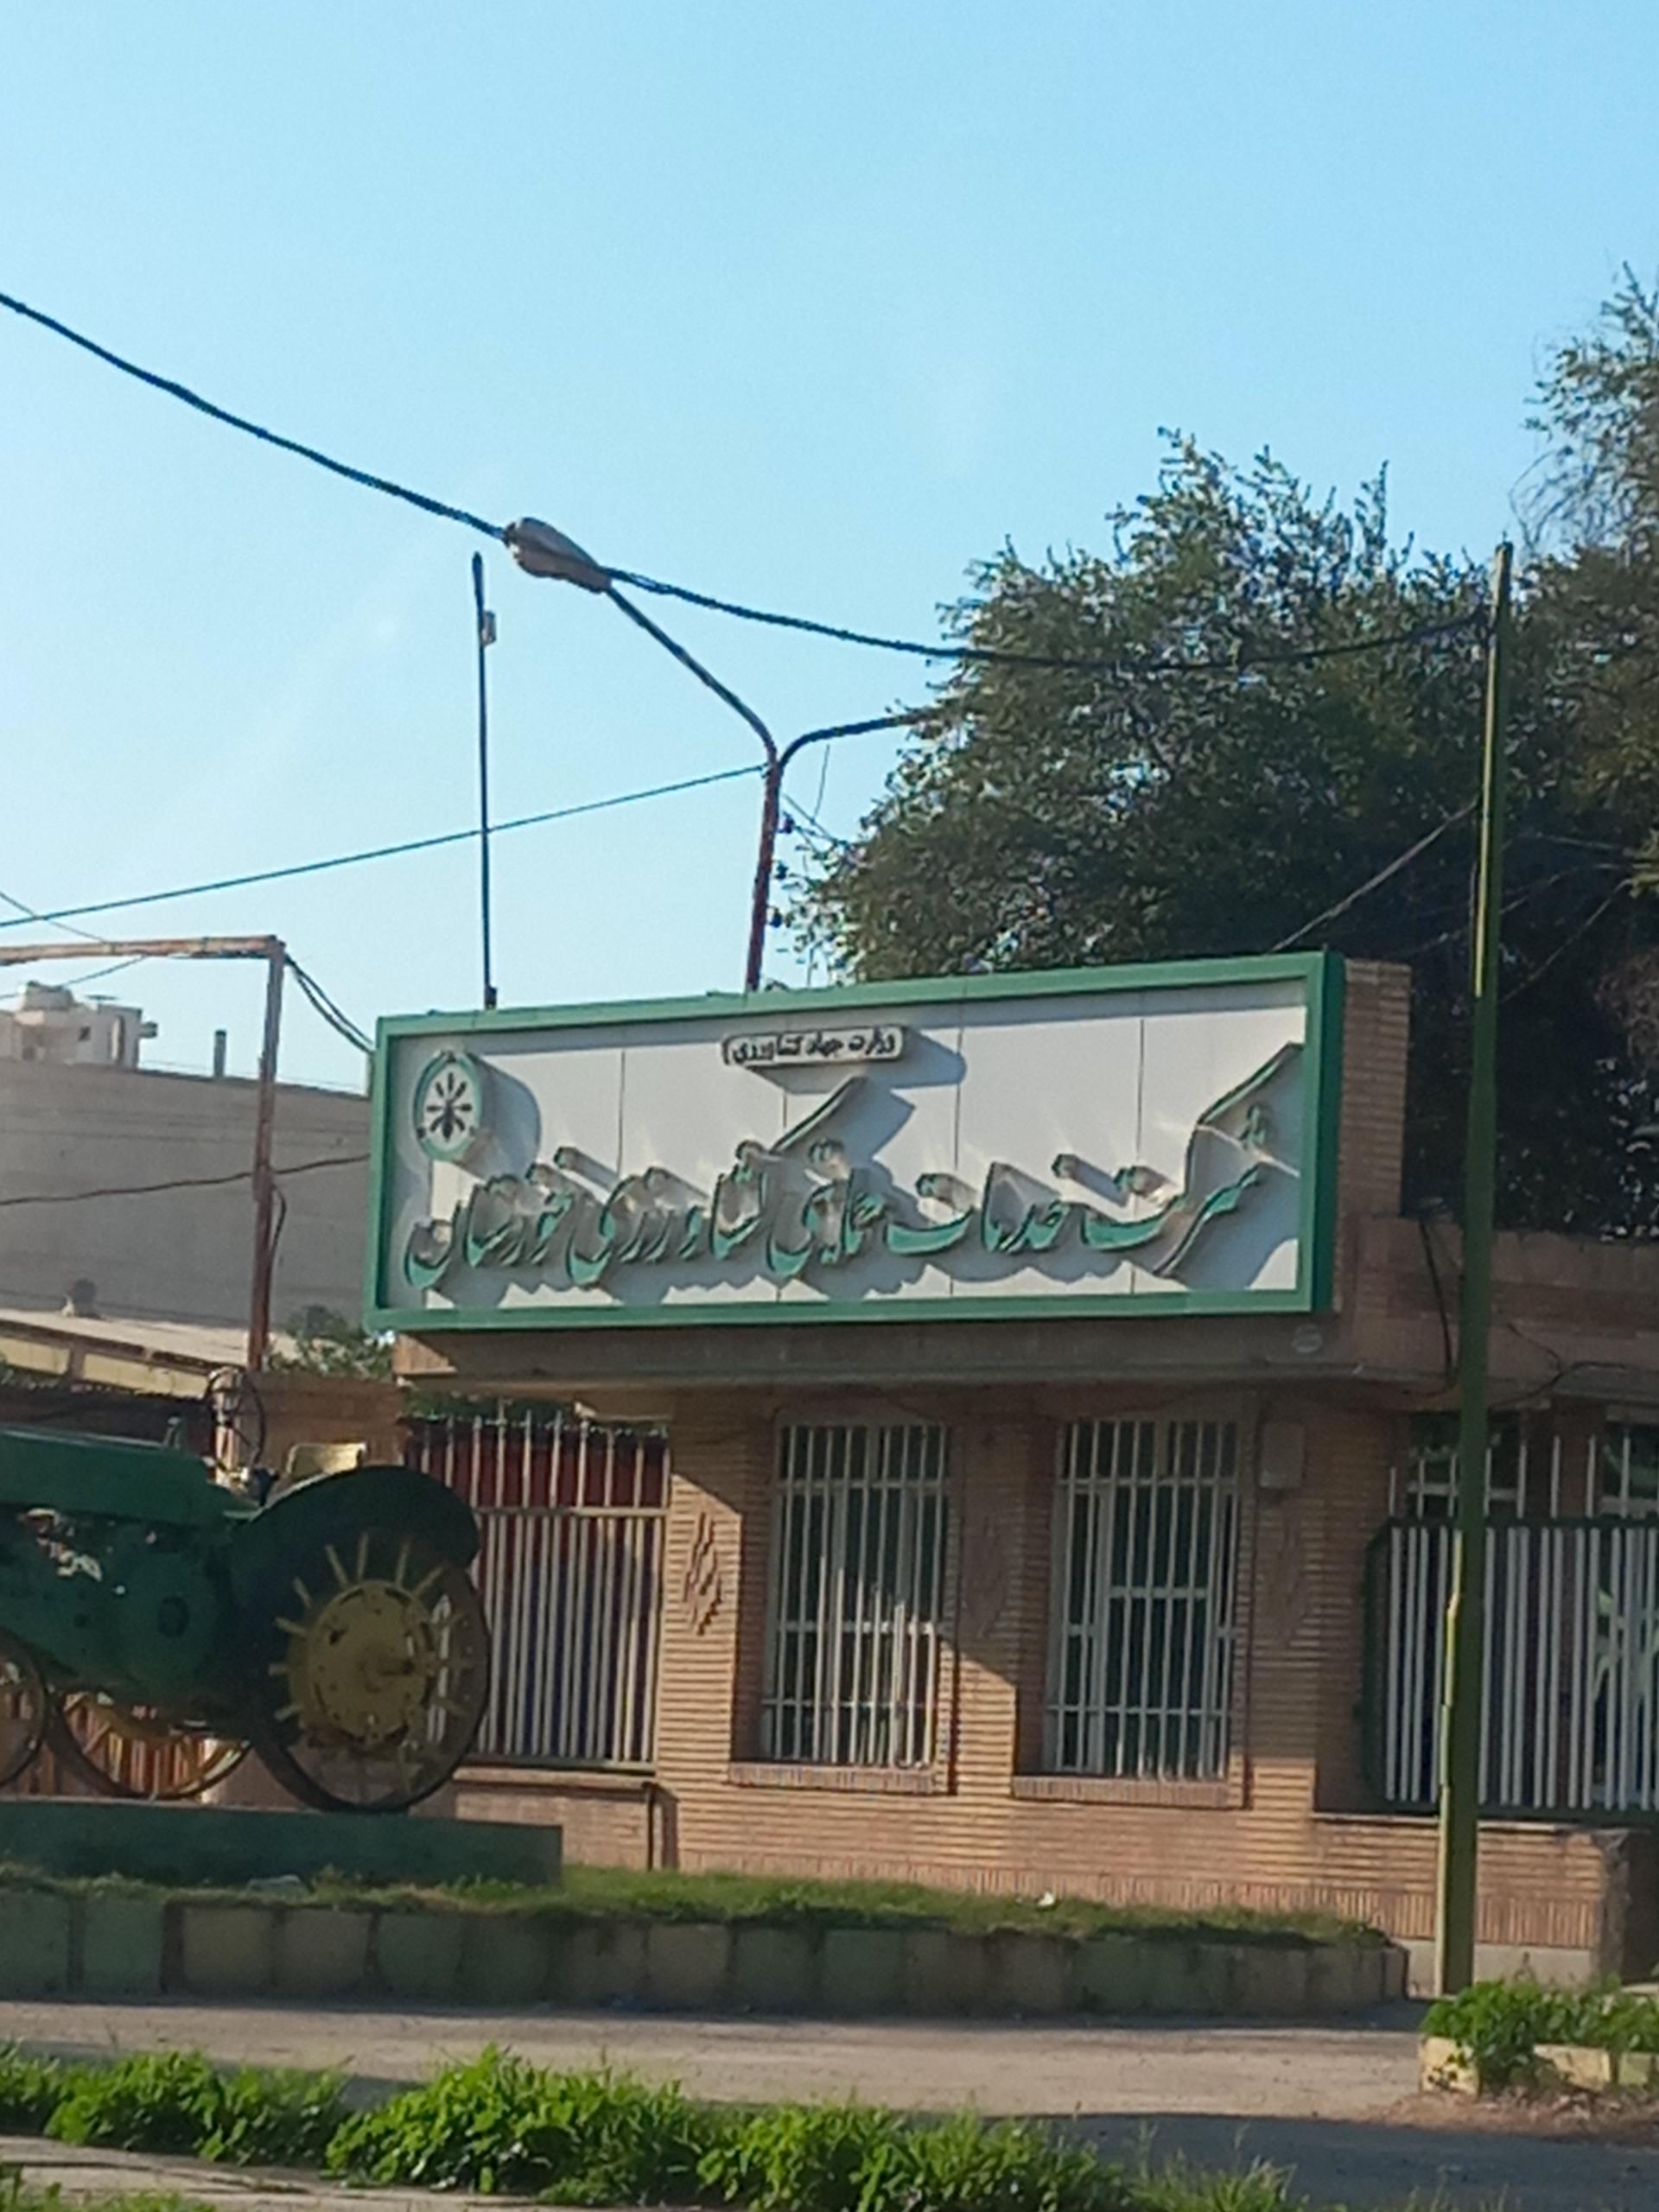 وزارت جهاد کشاورزی
شرکت خدمات حمایتی کشاورزی خوزستان